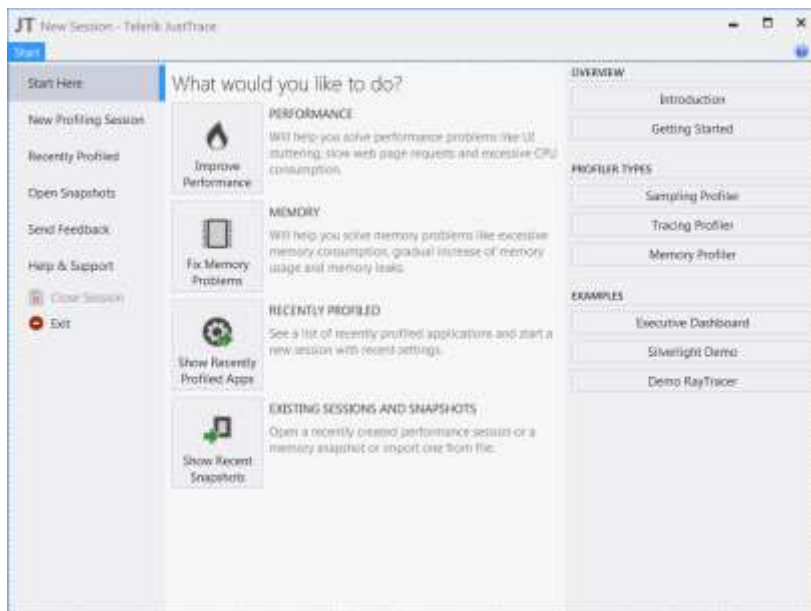 JT New Session - Telerik JustTrace
Start
Start Here
New Profiling Session
Recently Profiled
Open Snapshots
Send Feedback
Help & Support
Close Session
Exit
What would you like to do?
Improve
Performance
PERFORMANCE
Will help you solve performance problems like UI
stuttering, slow web page requests and excessive CPU
consumption.
Fix Memory
Problems
MEMORY
Will help you solve memory problems like excessive
memory consumption, gradual increase of memory
usage and memory leaks.
Show Recently
Profiled Apps
RECENTLY PROFILED
See a list of recently profiled applications and start a
new session with recent settings.
Show Recent
Snapshots
EXISTING SESSIONS AND SNAPSHOTS
Open a recently created performance session or a
memory snapshot or import one from file.
OVERVIEW
Introduction
Getting Started
PROFILER TYPES
Sampling Profiler
Tracing Profiler
Memory Profiler
EXAMPLES
Executive Dashboard
Silverlight Demo
Demo RayTracer